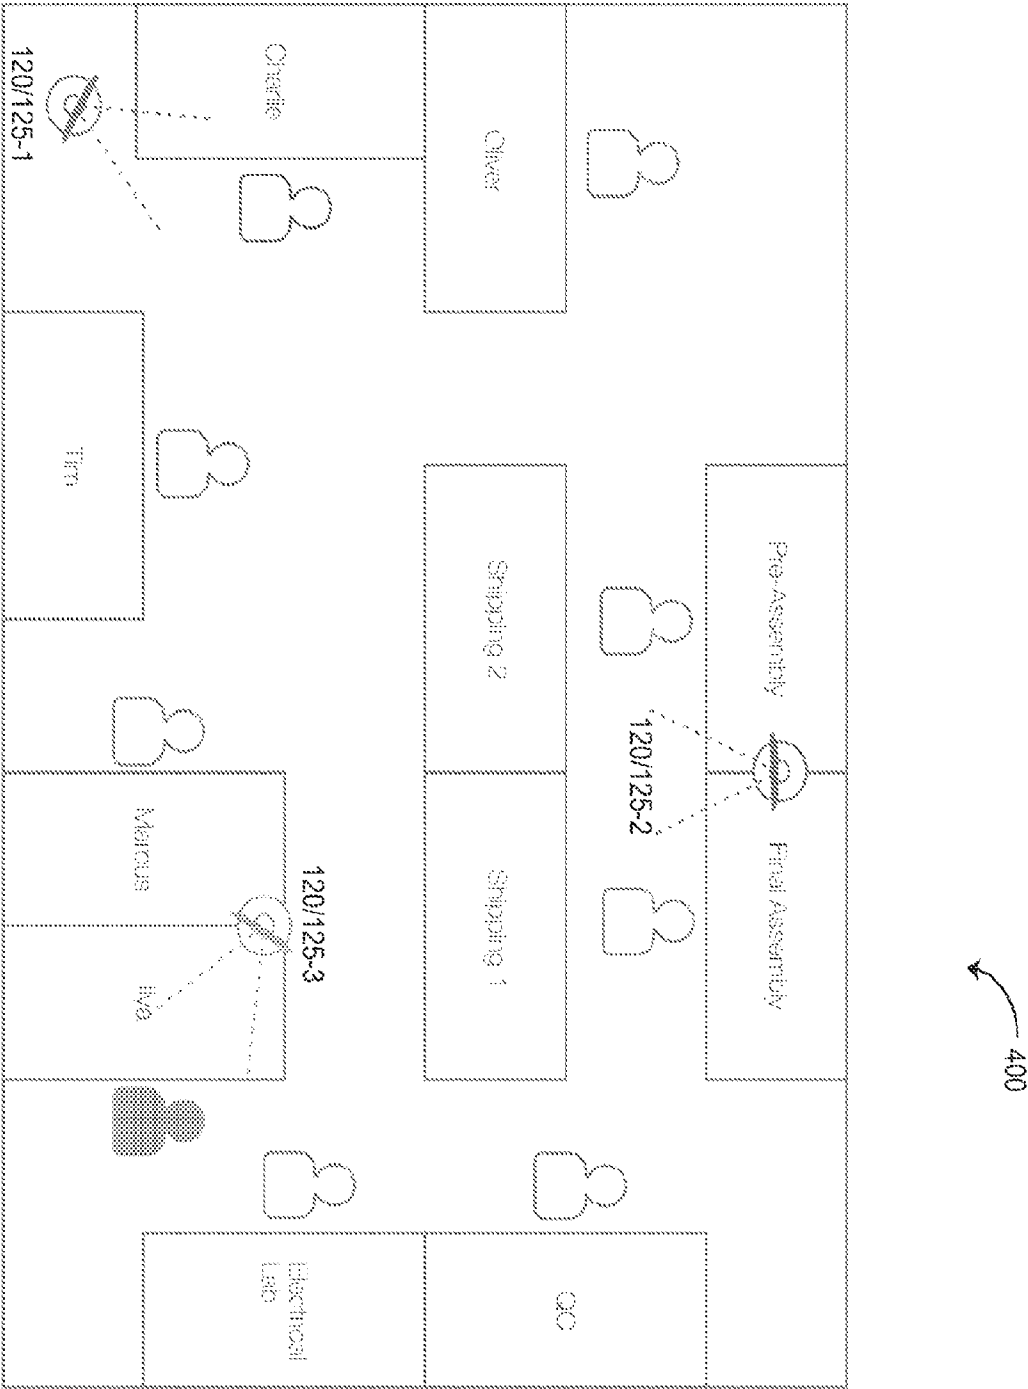 400
Pre-Assembly
Final Assembly
120/125-2
QC
Oliver
Shipping 2
Shipping 1
120/125-3
Electrical
Lab
Charlie
Marcus
Ilya
Tim
120/125-1